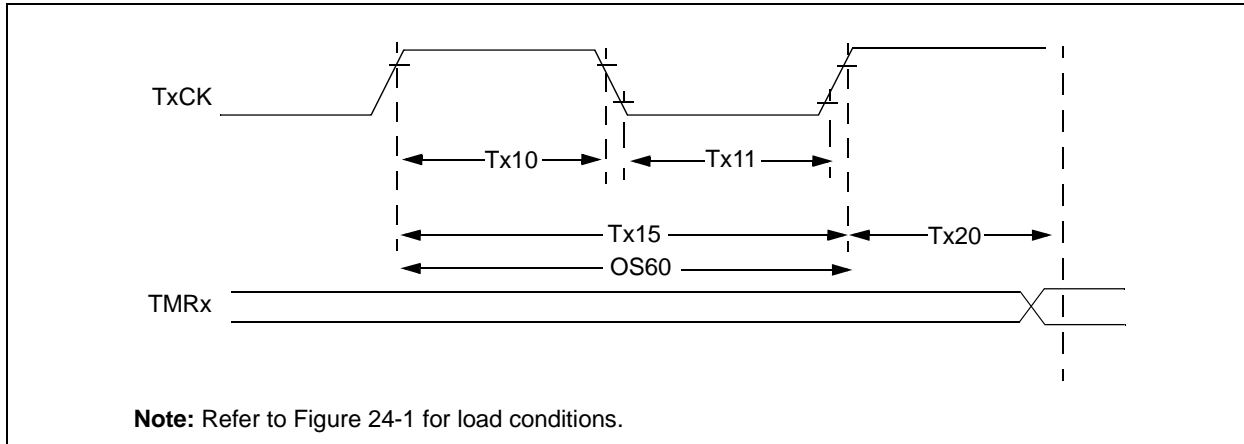 TxCK
Tx10
Tx11
Tx15
Tx20
OS60
TMRx
Note: Refer to Figure 24-1 for load conditions.